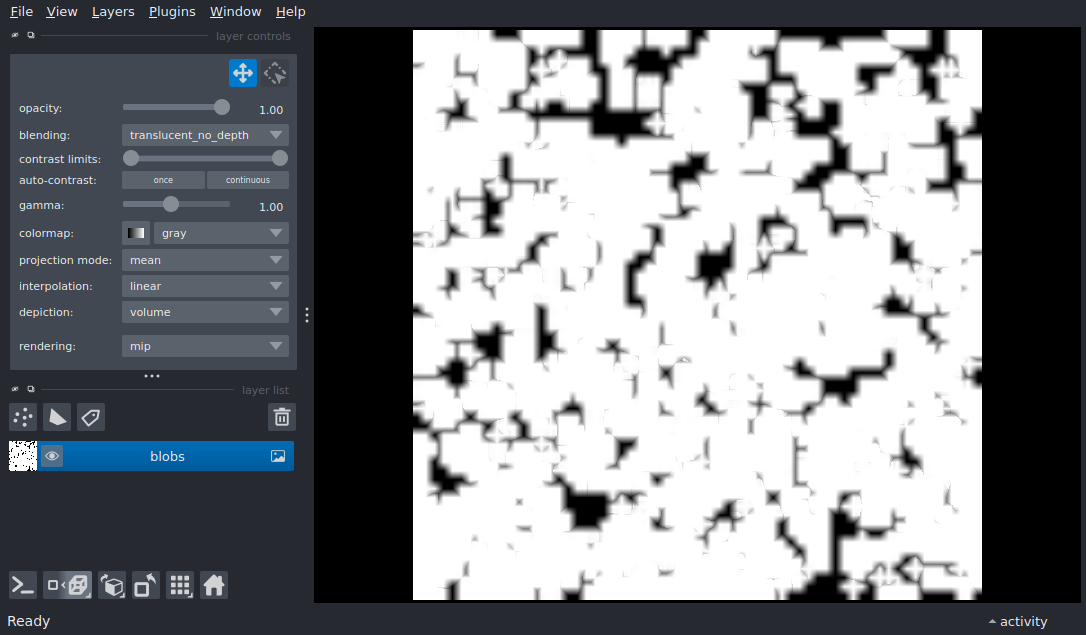 File View Layers Plugins Window Help
layer controls
opacity: 1.00
blending: translucent_no_depth
contrast limits:
auto-contrast: once continuous
gamma: 1.00
colormap: gray
projection mode: mean
interpolation: linear
depiction: volume
rendering: mip
layer list
blobs
Ready activity